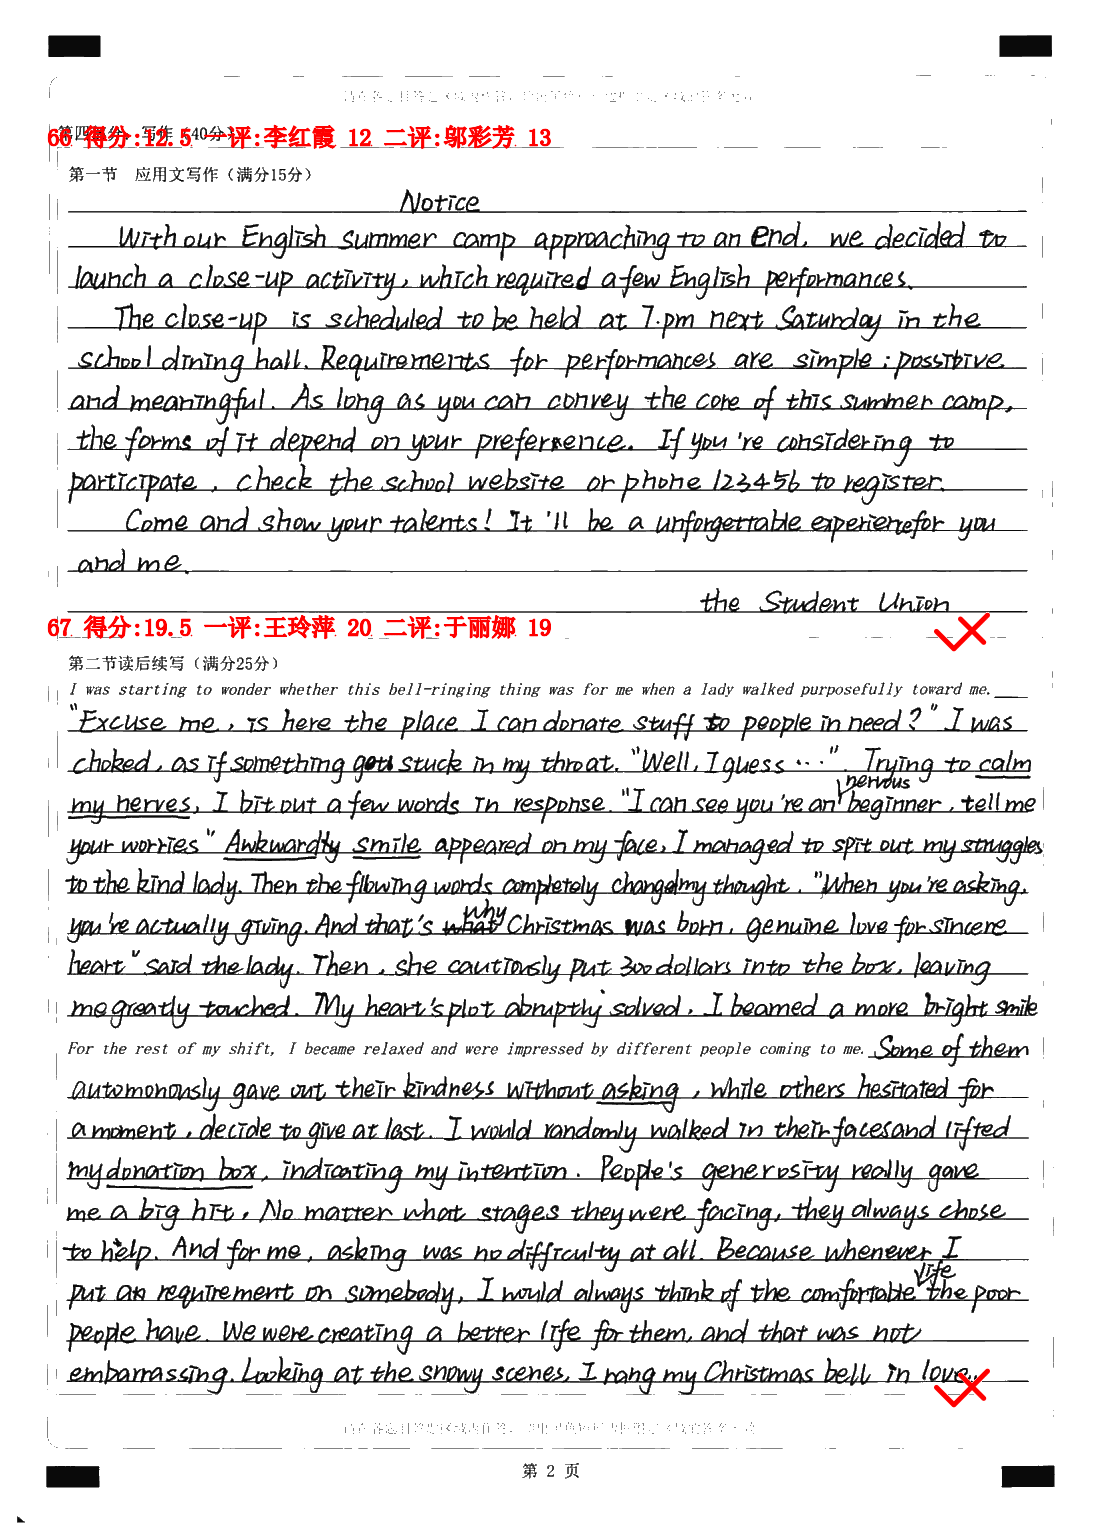 66 得分:12.5 一评:李红霞 12 二评:邬彩芳 13
第一节 应用文写作（满分15分）
Notice
With our English summer camp approaching to an end, we decided to
launch a close-up activity, which required a few English performances.
The close-up is scheduled to be held at 7.pm next Saturday in the
school dining hall. Requirements for performances are simple: possitive
and meaningful. As long as you can convey the core of this summer camp,
the forms of it depend on your preference. If you're considering to
participate, check the school website or phone 123456 to register.
Come and show your talents! It'll be a unforgettable experience for you
and me.
the Student Union
67 得分:19.5 一评:王玲萍 20 二评:于丽娜 19
第二节读后续写（满分25分）
I was starting to wonder whether this bell-ringing thing was for me when a lady walked purposefully toward me.
"Excuse me, is here the place I can donate stuff to people in need?" I was
choked, as if something got stuck in my throat. "Well, I guess ...". Trying to calm
my nerves, I bit out a few words in response. "I can see you're an nervous beginner, tell me
your worries" Awkwardly smile appeared on my face, I managed to spit out my struggles
to the kind lady. Then the flowing words completely changed my thought. "When you're asking,
you're actually giving. And that's why Christmas was born, genuine love for sincere
heart" said the lady. Then, she cautiously put 300 dollars into the box, leaving
me greatly touched. My heart's plot abruptly solved, I beamed a more bright smile
For the rest of my shift, I became relaxed and were impressed by different people coming to me. Some of them
automonously gave out their kindness without asking, while others hesitated for
a moment, decide to give at last. I would randomly walked in their faces and lifted
my donation box, indicating my intention. People's generosity really gave
me a big hit, No matter what stages they were facing, they always chose
to help. And for me, asking was no difficulty at all. Because whenever I
put an requirement on somebody, I would always think of the comfortable life the poor
people have. We were creating a better life for them, and that was not
embarrassing. Looking at the snowy scenes, I rang my Christmas bell in love..
第 2 页